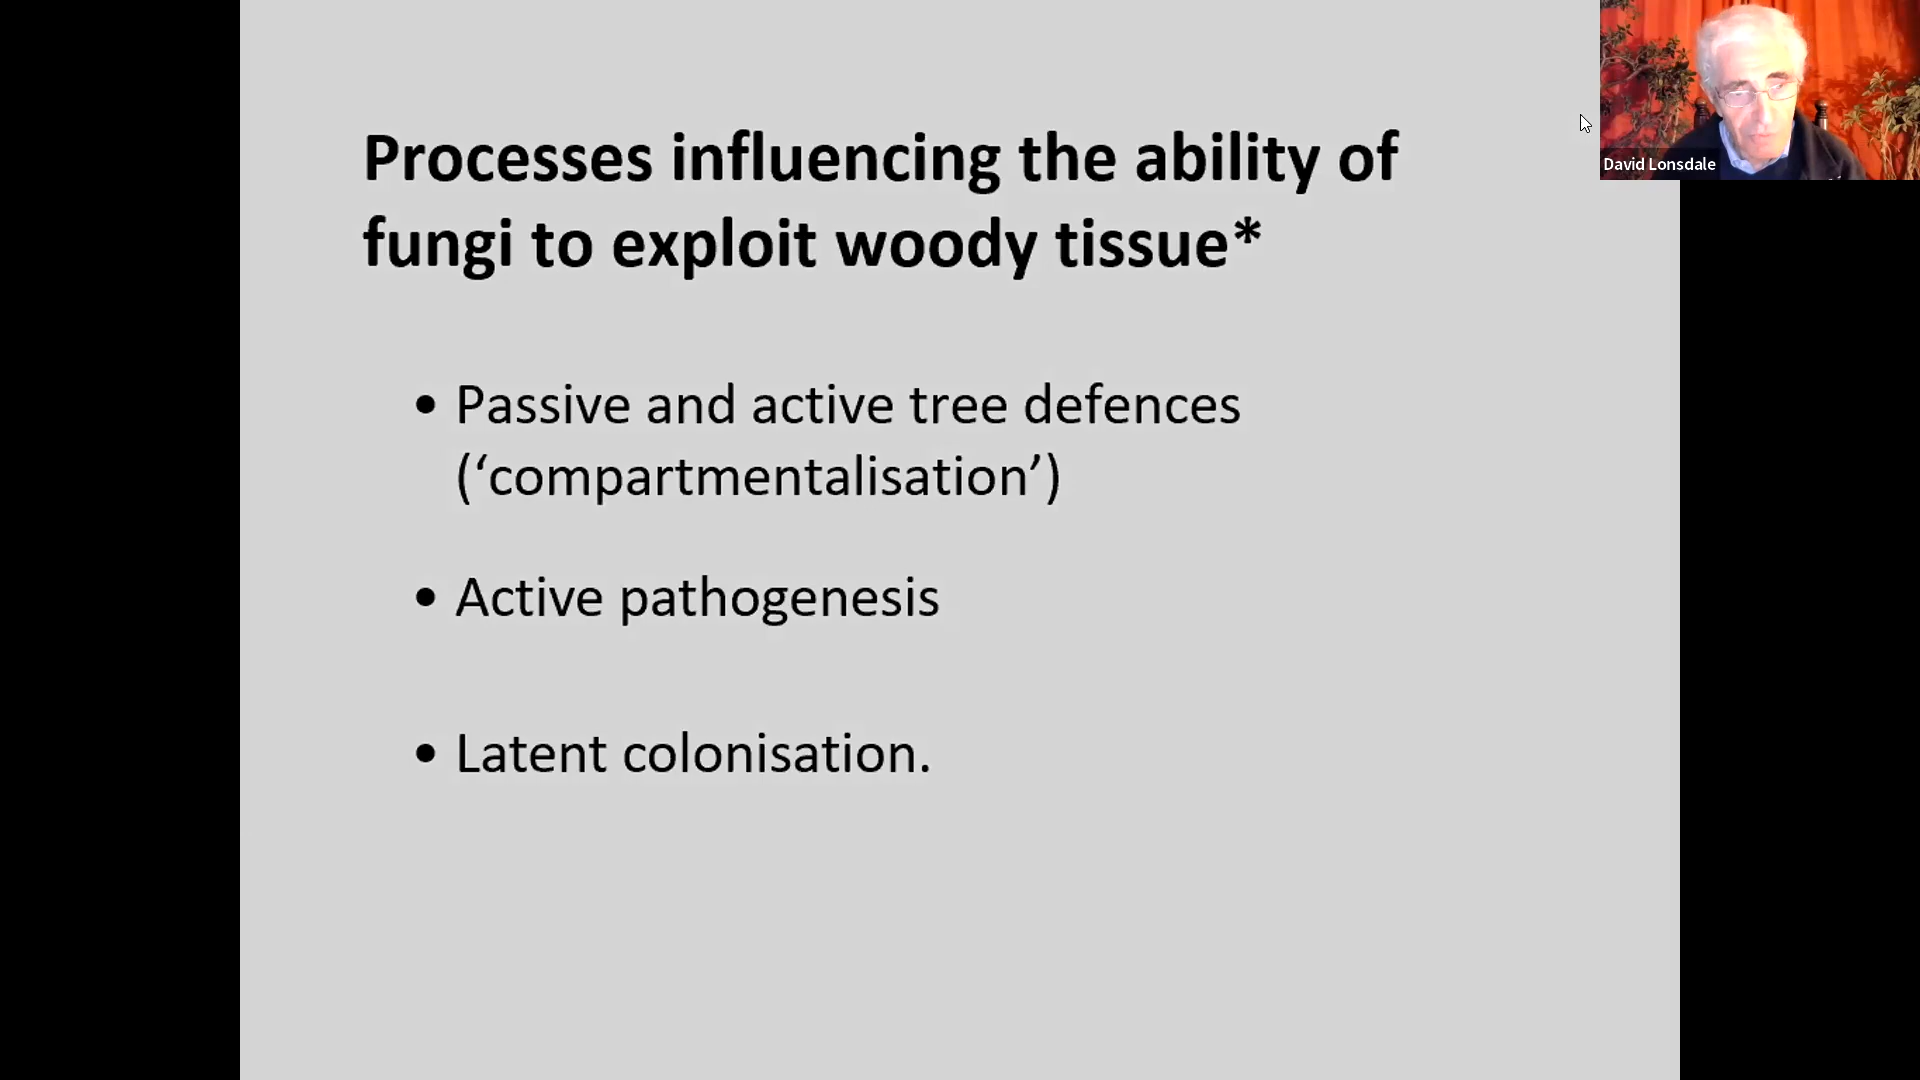 Processes influencing the ability of
fungi to exploit woody tissue*
• Passive and active tree defences
(‘compartmentalisation’)
• Active pathogenesis
• Latent colonisation.
David Lonsdale